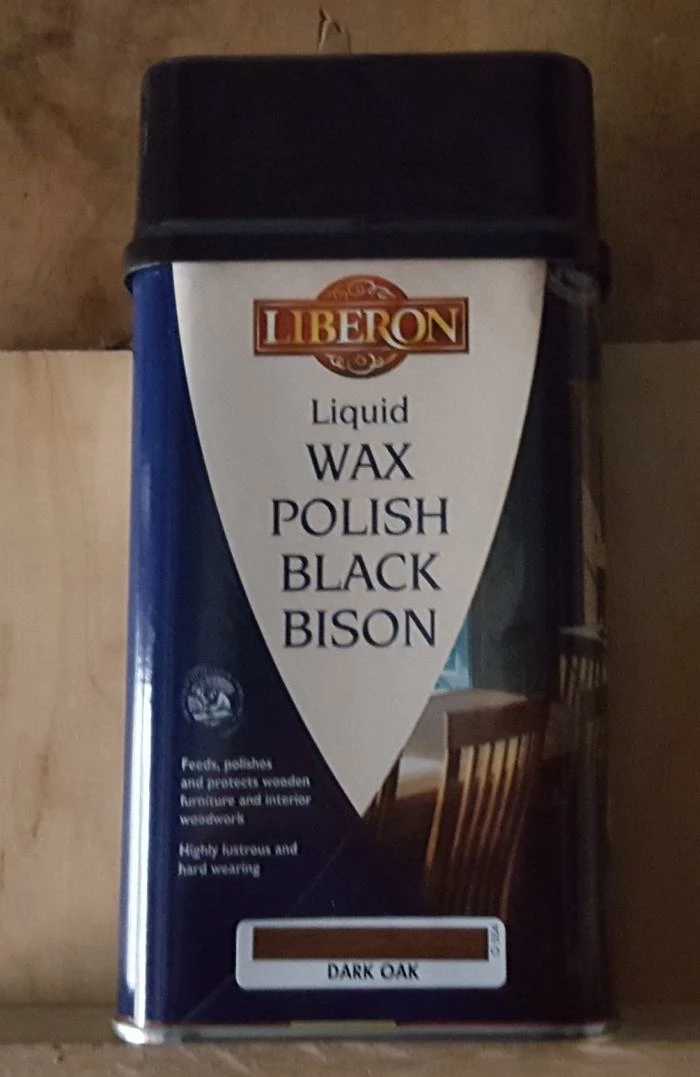 LIBERON
Liquid
WAX
POLISH
BLACK
BISON
Feeds, polishes
and protects wooden
furniture and interior
woodwork
Highly lustrous and
hard wearing
DARK OAK